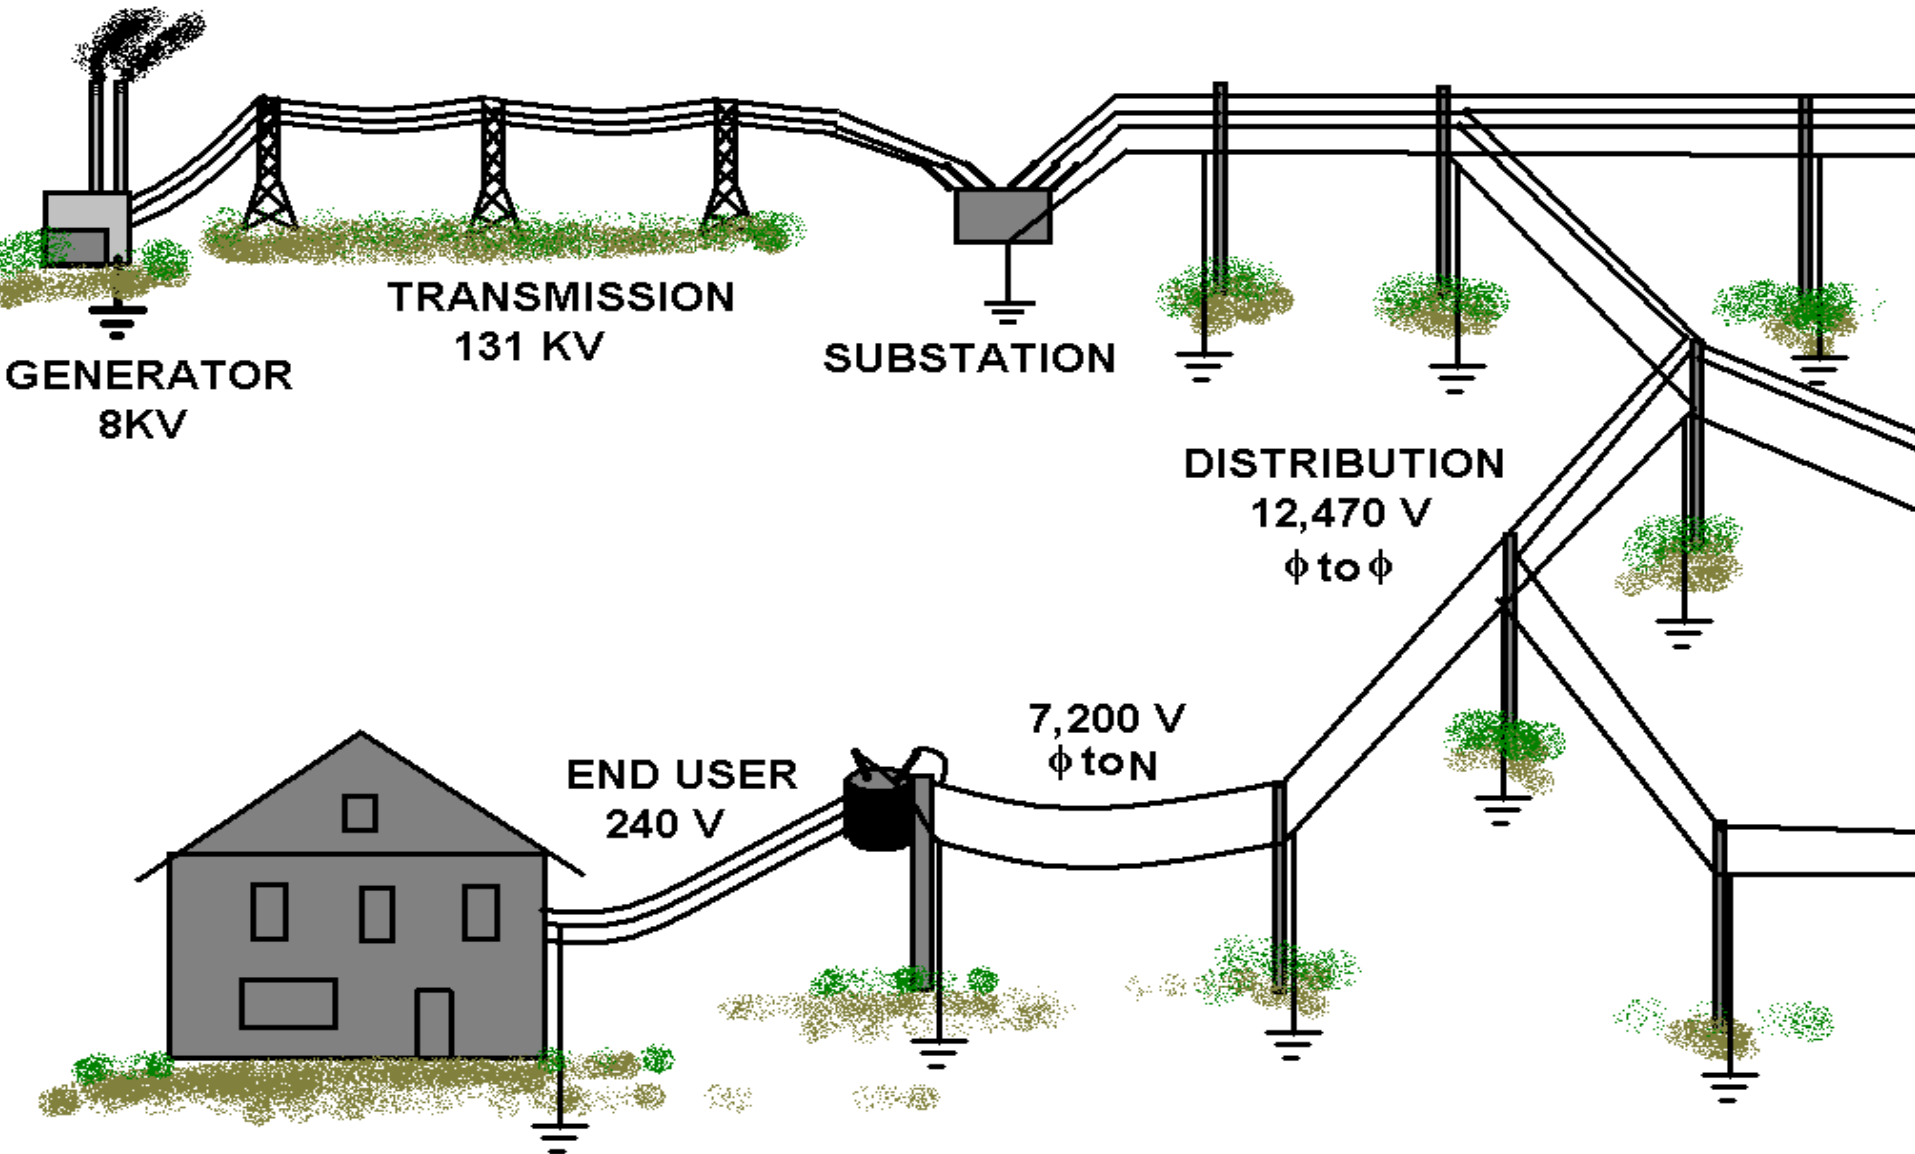 TRANSMISSION
131 KV
SUBSTATION
GENERATOR
8KV
DISTRIBUTION
12,470 V
ϕ to ϕ
7,200 V
ϕ to N
END USER
240 V